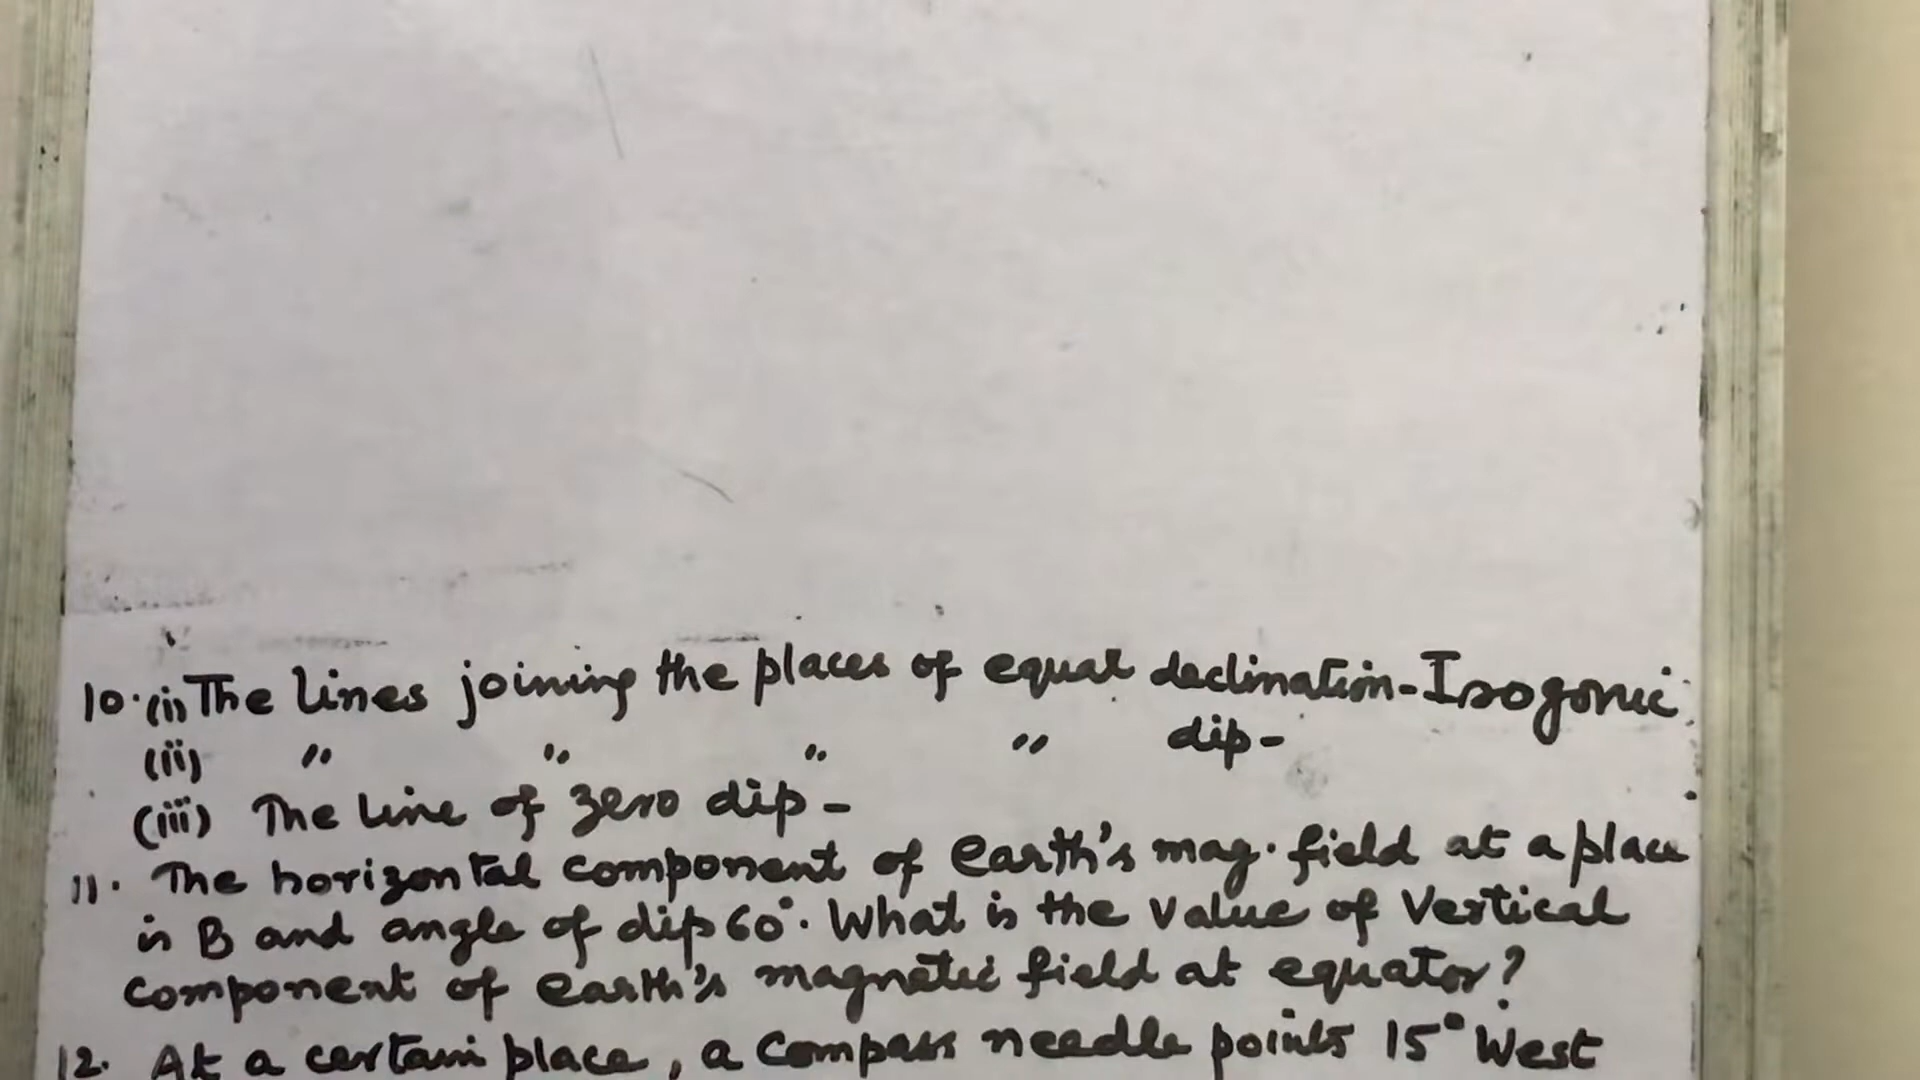 10. (i) The lines joining the places of equal declination - Isogonic
(ii) " " " " dip -
(iii) The line of zero dip -
11. The horizontal component of earth's mag. field at a place
is B and angle of dip 60°. What is the value of Vertical
component of earth's magnetic field at equator?
12. At a certain place, a compass needle points 15° West